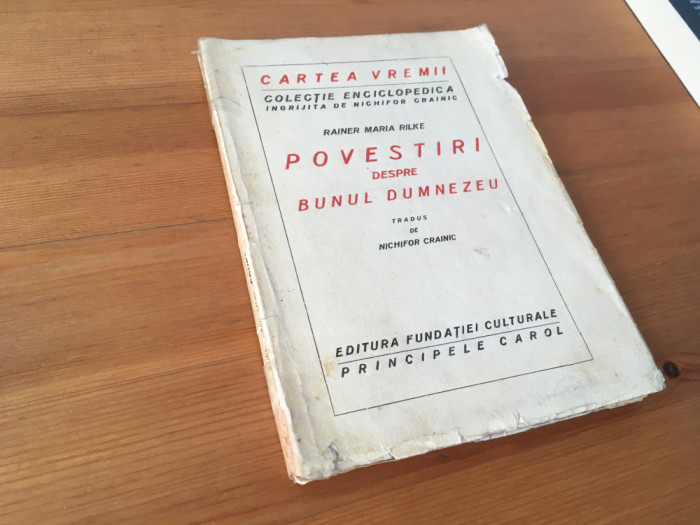 CARTEA VREMII
COLECȚIE ENCICLOPEDICA
INGRIJITA DE NICHIFOR CRAINIC
RAINER MARIA RILKE
POVESTIRI
DESPRE
BUNUL DUMNEZEU
TRADUS
DE
NICHIFOR CRAINIC
EDITURA FUNDAȚIEI CULTURALE
PRINCIPELE CAROL